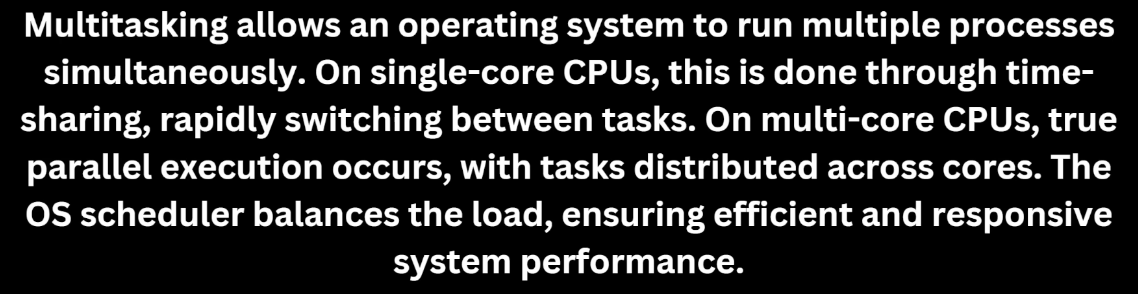 Multitasking allows an operating system to run multiple processes
simultaneously. On single-core CPUs, this is done through time-
sharing, rapidly switching between tasks. On multi-core CPUs, true
parallel execution occurs, with tasks distributed across cores. The
OS scheduler balances the load, ensuring efficient and responsive
system performance.